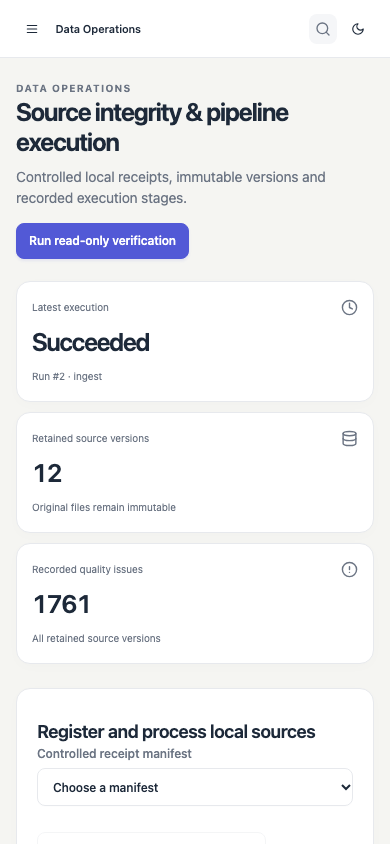 Data Operations
DATA OPERATIONS
Source integrity & pipeline
execution
Controlled local receipts, immutable versions and
recorded execution stages.
Run read-only verification
Latest execution
Succeeded
Run #2 · ingest
Retained source versions
12
Original files remain immutable
Recorded quality issues
1761
All retained source versions
Register and process local sources
Controlled receipt manifest
Choose a manifest